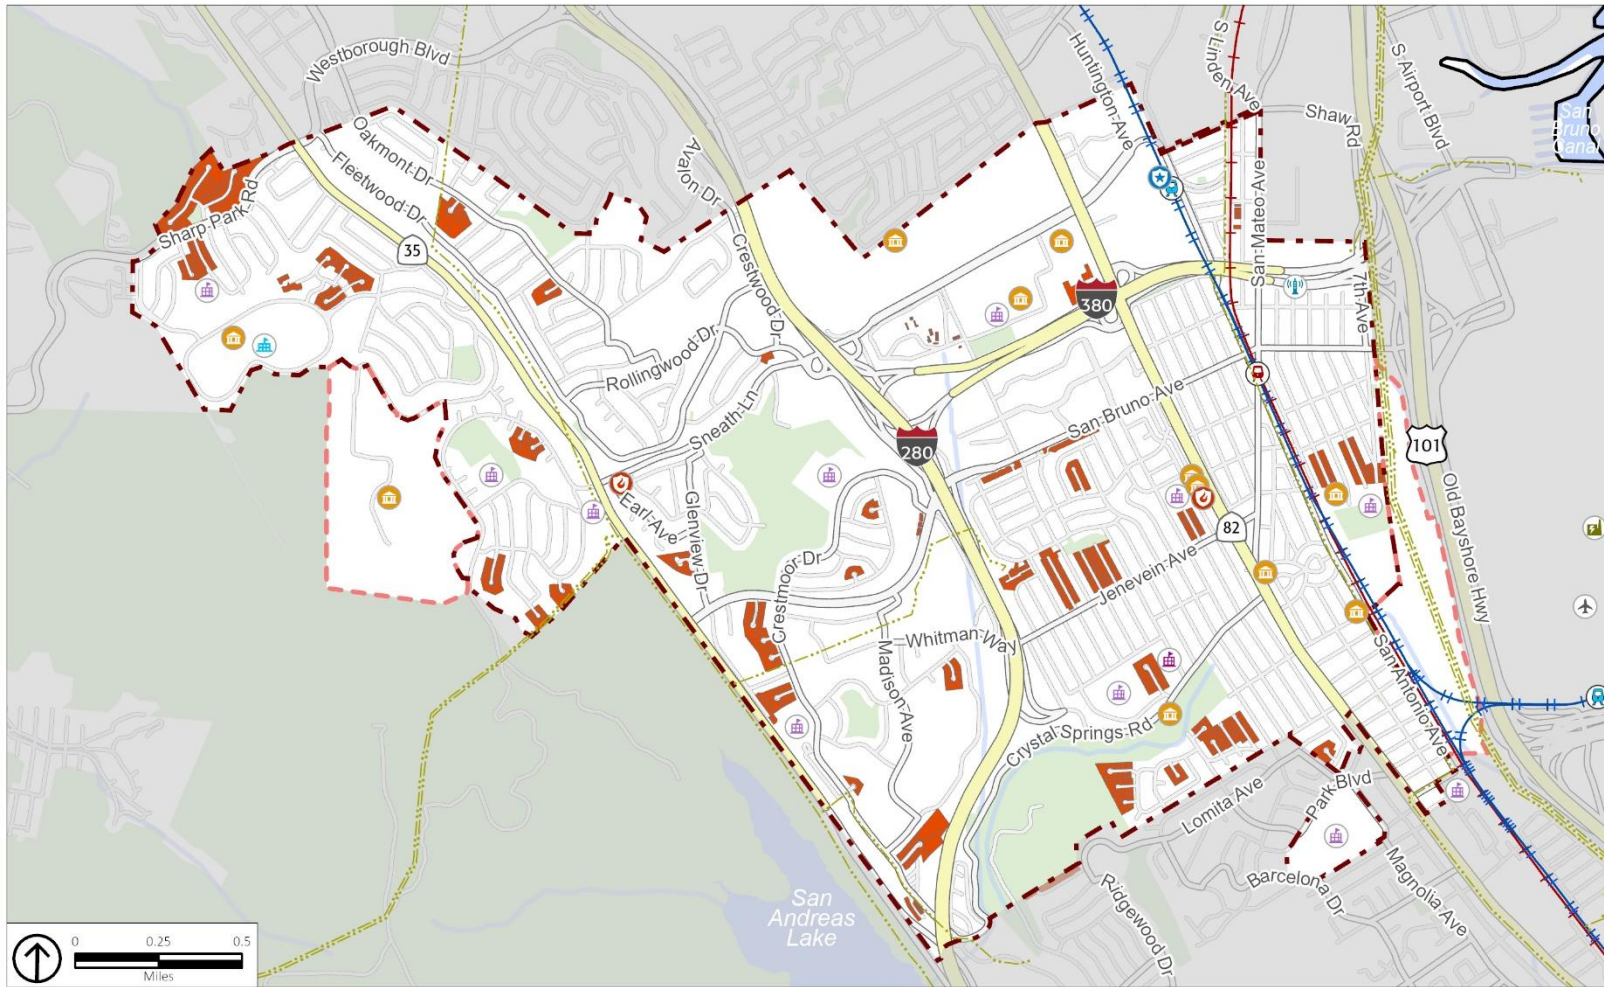 Westborough Blvd
Oakmont Dr
Fleetwood Dr
Sharp Park Rd
35
Avalon Dr
Crestwood Dr
Huntington Ave
S Linden Ave
San Mateo Ave
Shaw Rd
S Airport Blvd
San
Bruno
Canal
7th Ave
380
Rollingwood Dr
Sneath Ln
280
San Bruno Ave
101
Old Bayshore Hwy
Earl Ave
Glenview Dr
Crestmoor Dr
82
Jenevein Ave
Whitman Way
Madison Ave
San Antonio Ave
Crystal Springs Rd
Lomita Ave
Park Blvd
Barcelona Dr
Magnolia Ave
Ridgewood Dr
San
Andreas
Lake
0 0.25 0.5
Miles